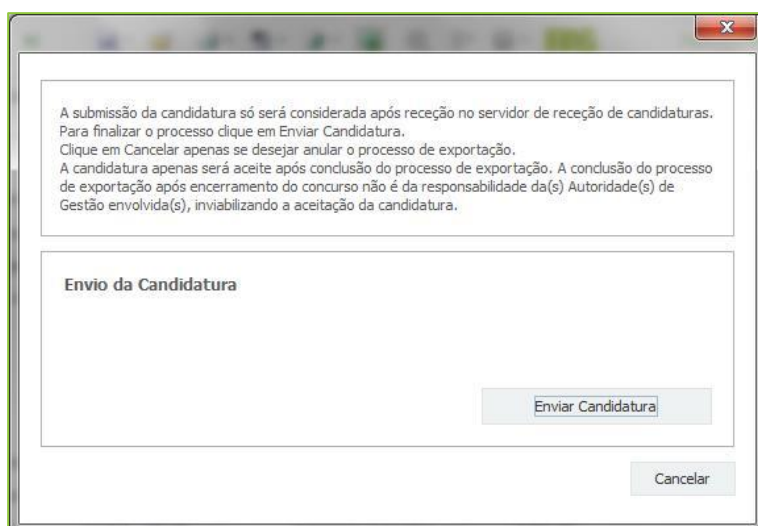 A submissão da candidatura só será considerada após receção no servidor de receção de candidaturas.
Para finalizar o processo clique em Enviar Candidatura.
Clique em Cancelar apenas se desejar anular o processo de exportação.
A candidatura apenas será aceite após conclusão do processo de exportação. A conclusão do processo
de exportação após encerramento do concurso não é da responsabilidade da(s) Autoridade(s) de
Gestão envolvida(s), inviabilizando a aceitação da candidatura.
Envio da Candidatura
Enviar Candidatura
Cancelar